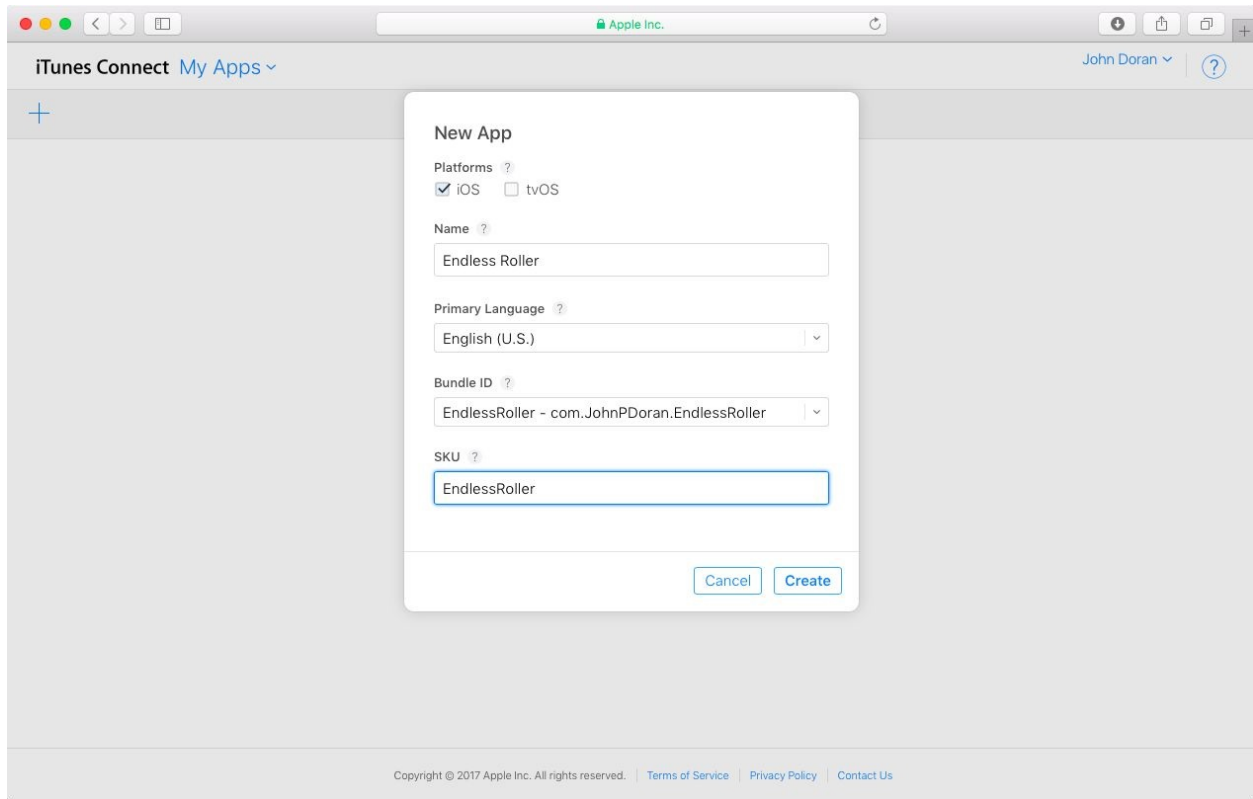 Apple Inc.
iTunes Connect My Apps
John Doran
?
New App
Platforms ?
iOS tvOS
Name ?
Endless Roller
Primary Language ?
English (U.S.)
Bundle ID ?
EndlessRoller - com.JohnPDoran.EndlessRoller
SKU ?
EndlessRoller
Cancel Create
Copyright © 2017 Apple Inc. All rights reserved. Terms of Service Privacy Policy Contact Us